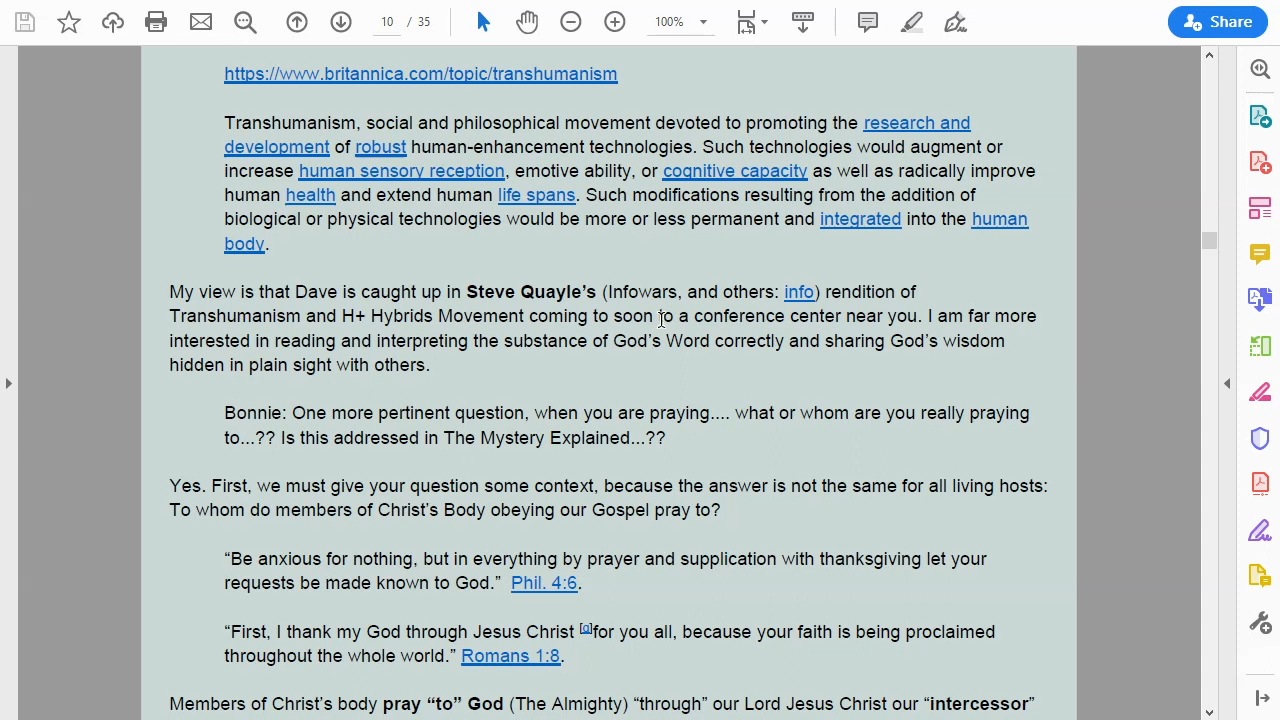 10 / 35
100%
Share
https://www.britannica.com/topic/transhumanism
Transhumanism, social and philosophical movement devoted to promoting the research and
development of robust human-enhancement technologies. Such technologies would augment or
increase human sensory reception, emotive ability, or cognitive capacity as well as radically improve
human health and extend human life spans. Such modifications resulting from the addition of
biological or physical technologies would be more or less permanent and integrated into the human
body.
My view is that Dave is caught up in Steve Quayle’s (Infowars, and others: info) rendition of
Transhumanism and H+ Hybrids Movement coming to soon to a conference center near you. I am far more
interested in reading and interpreting the substance of God’s Word correctly and sharing God’s wisdom
hidden in plain sight with others.
Bonnie: One more pertinent question, when you are praying.... what or whom are you really praying
to...?? Is this addressed in The Mystery Explained...??
Yes. First, we must give your question some context, because the answer is not the same for all living hosts:
To whom do members of Christ’s Body obeying our Gospel pray to?
“Be anxious for nothing, but in everything by prayer and supplication with thanksgiving let your
requests be made known to God.” Phil. 4:6.
“First, I thank my God through Jesus Christ [g]for you all, because your faith is being proclaimed
throughout the whole world.” Romans 1:8.
Members of Christ’s body pray “to” God (The Almighty) “through” our Lord Jesus Christ our “intercessor”